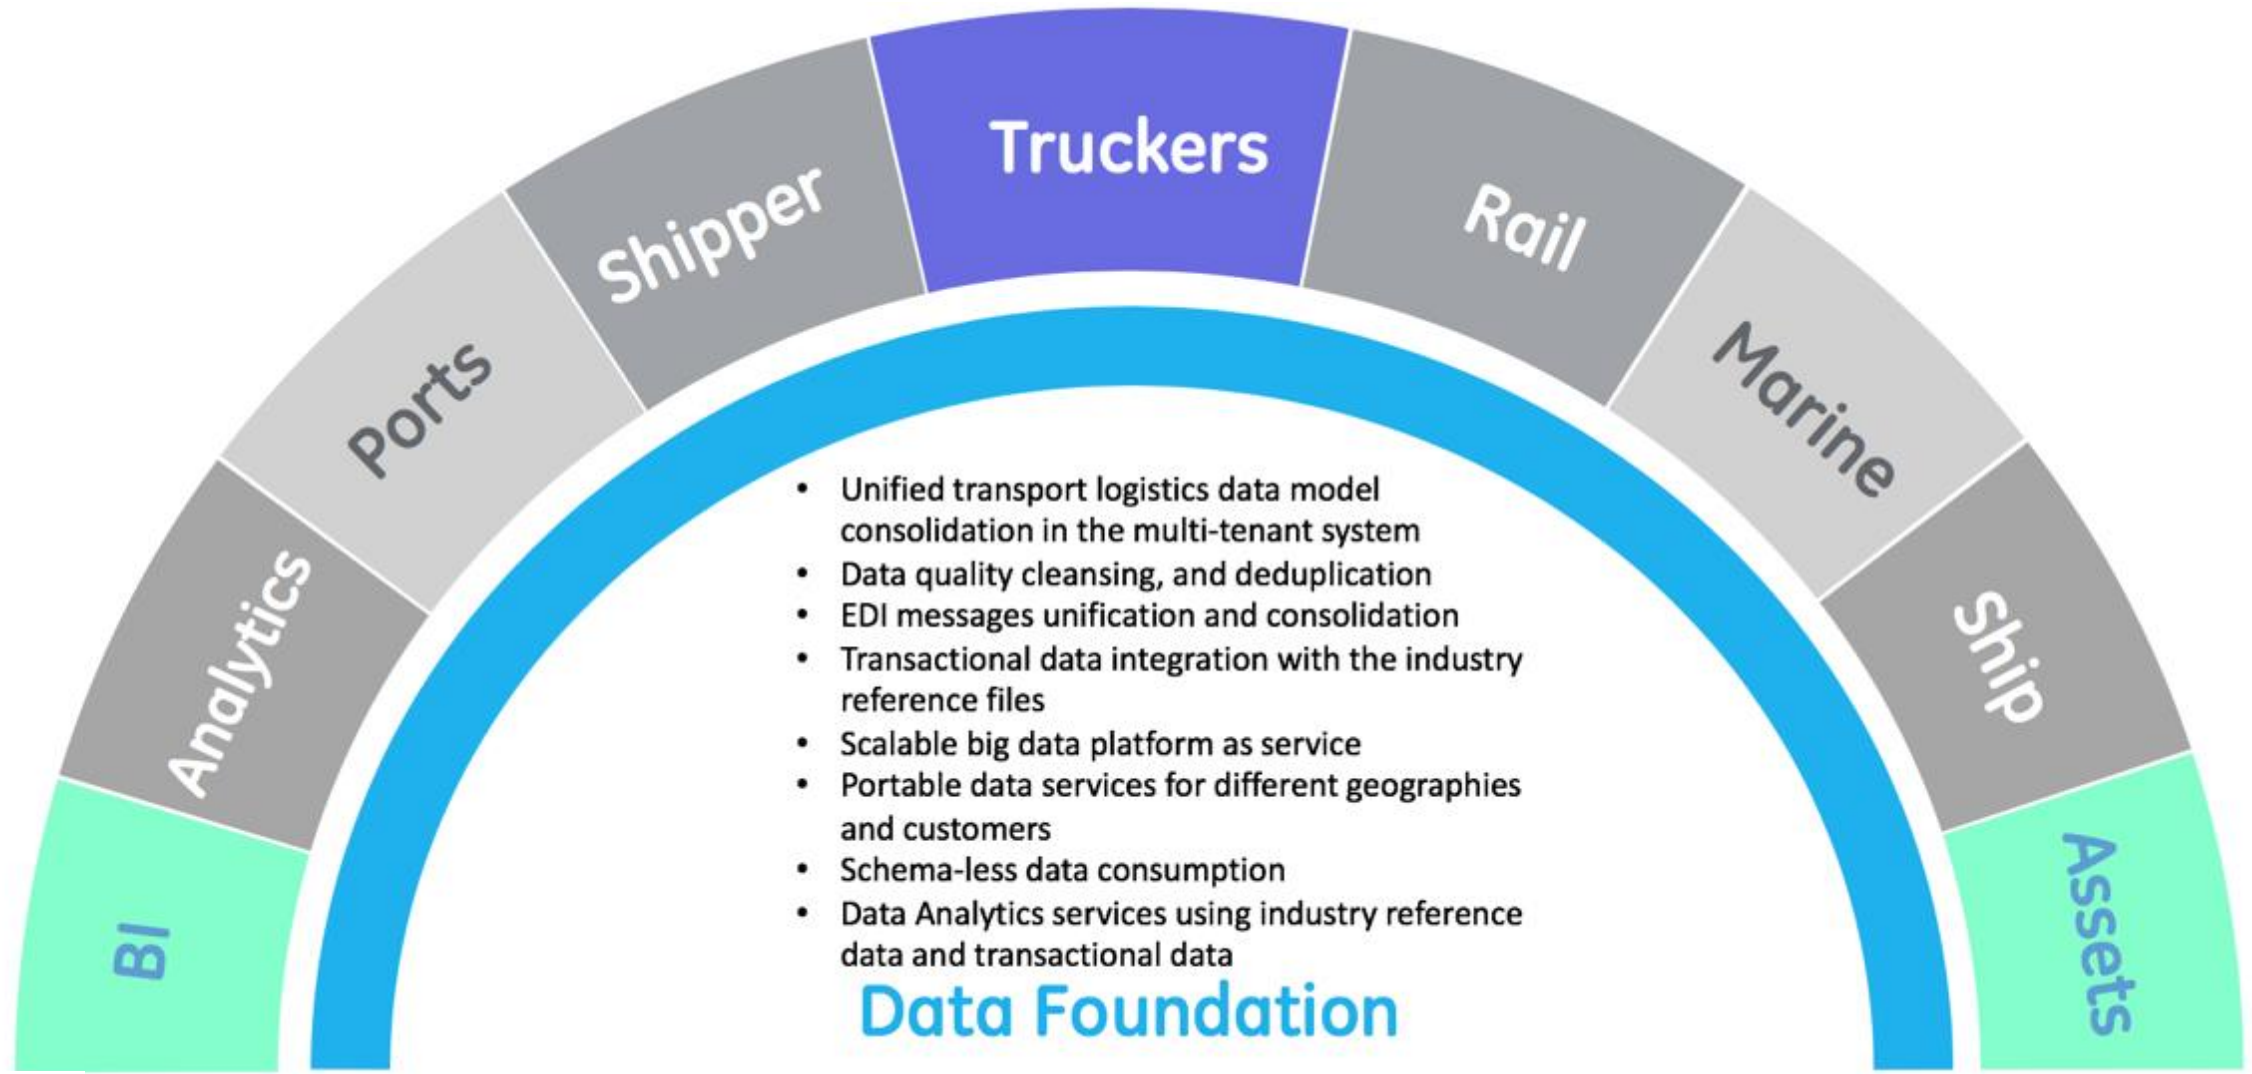 BI
Analytics
Ports
Shipper
Truckers
Rail
Marine
Ship
Assets
• Unified transport logistics data model
consolidation in the multi-tenant system
• Data quality cleansing, and deduplication
• EDI messages unification and consolidation
• Transactional data integration with the industry
reference files
• Scalable big data platform as service
• Portable data services for different geographies
and customers
• Schema-less data consumption
• Data Analytics services using industry reference
data and transactional data
Data Foundation